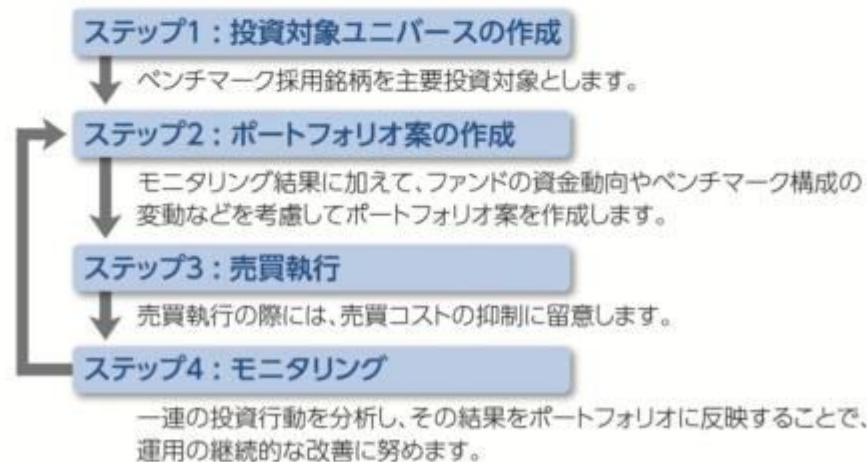 ステップ1：投資対象ユニバースの作成
ベンチマーク採用銘柄を主要投資対象とします。
ステップ2：ポートフォリオ案の作成
モニタリング結果に加えて、ファンドの資金動向やベンチマーク構成の
変動などを考慮してポートフォリオ案を作成します。
ステップ3：売買執行
売買執行の際には、売買コストの抑制に留意します。
ステップ4：モニタリング
一連の投資行動を分析し、その結果をポートフォリオに反映することで、
運用の継続的な改善に努めます。